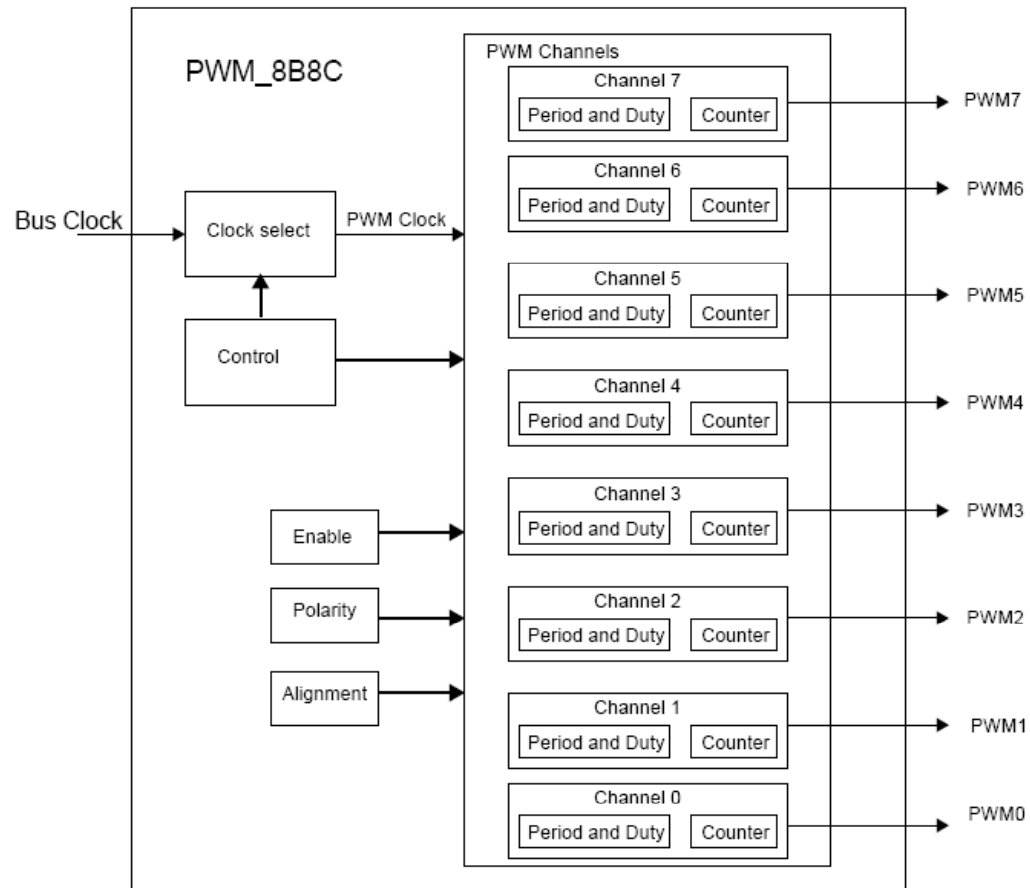 PWM_8B8C
PWM Channels
Channel 7
Period and Duty
Counter
PWM7
Channel 6
Period and Duty
Counter
PWM6
Bus Clock
Clock select
PWM Clock
Channel 5
Period and Duty
Counter
PWM5
Control
Channel 4
Period and Duty
Counter
PWM4
Channel 3
Period and Duty
Counter
PWM3
Enable
Channel 2
Period and Duty
Counter
PWM2
Polarity
Alignment
Channel 1
Period and Duty
Counter
PWM1
Channel 0
Period and Duty
Counter
PWM0